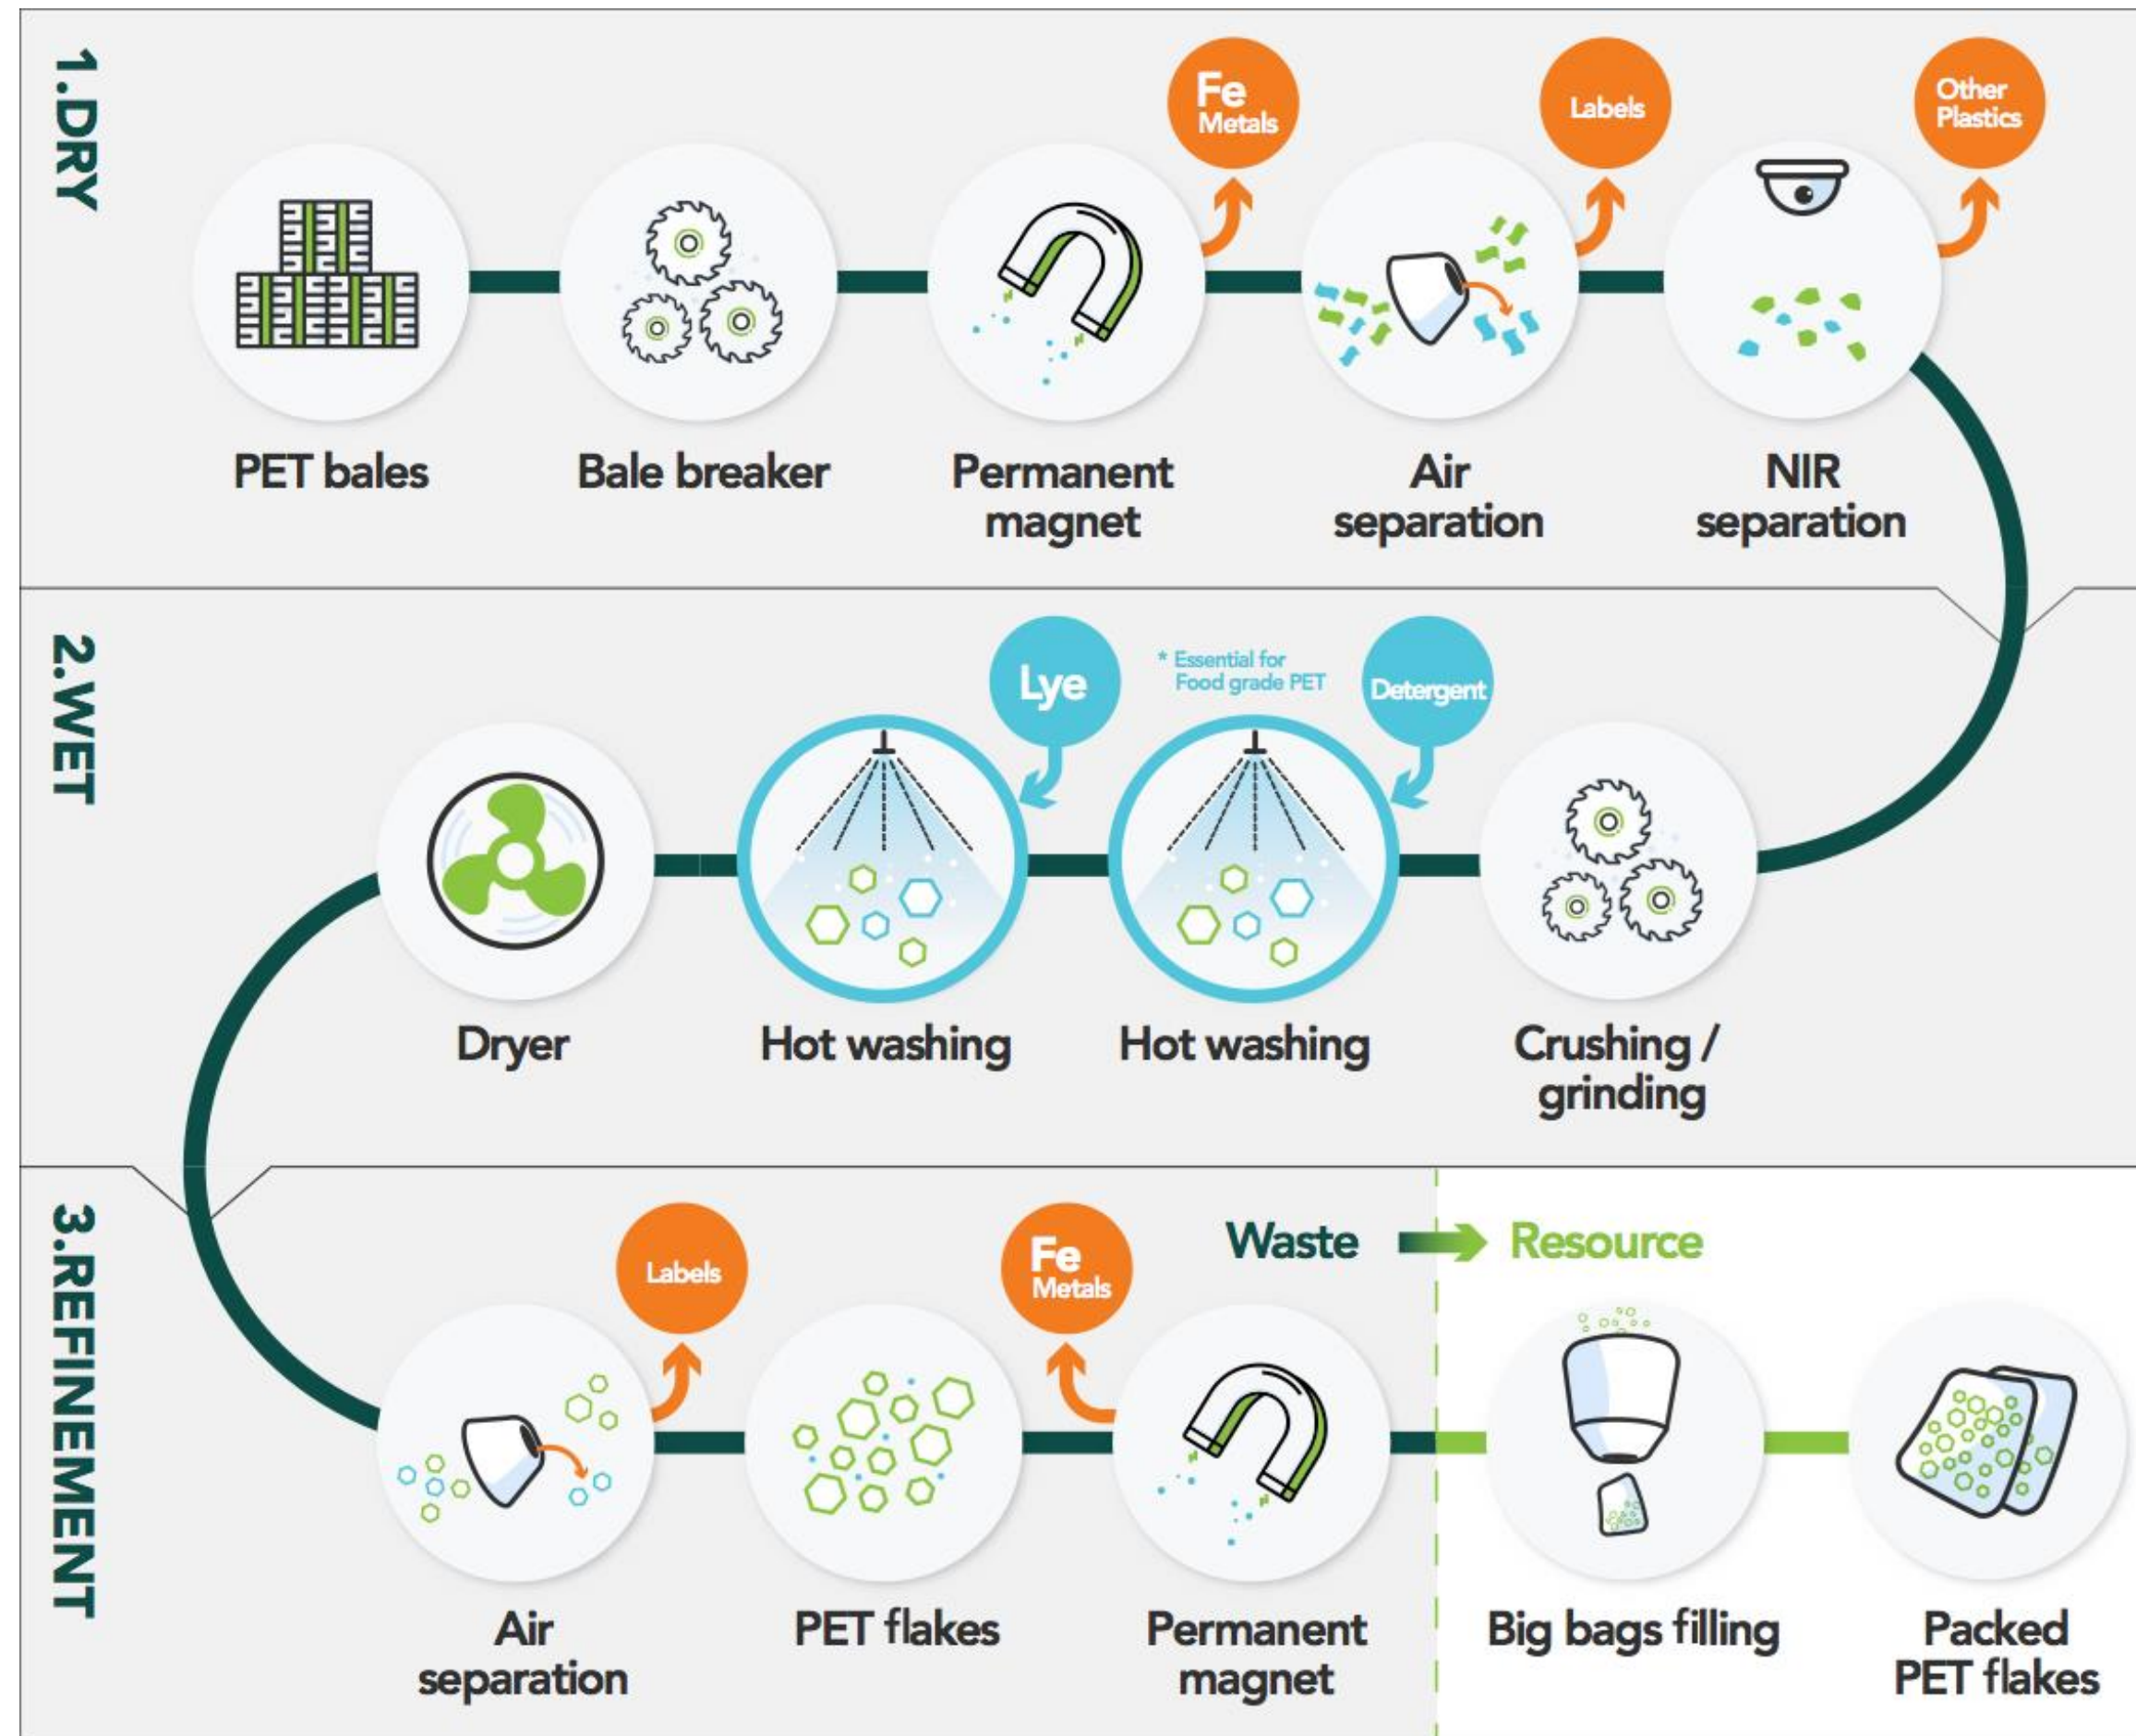 1.DRY
Fe
Metals
Labels
Other
Plastics
PET bales
Bale breaker
Permanent
magnet
Air
separation
NIR
separation
2.WET
Lye
* Essential for
Food grade PET
Detergent
Dryer
Hot washing
Hot washing
Crushing /
grinding
3.REFINEMENT
Labels
Fe
Metals
Waste
Resource
Air
separation
PET flakes
Permanent
magnet
Big bags filling
Packed
PET flakes